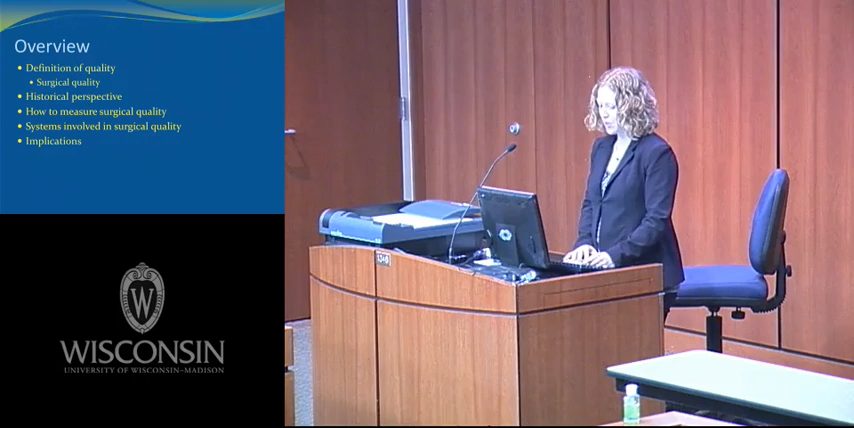 Overview
Definition of quality
Surgical quality
Historical perspective
How to measure surgical quality
Systems involved in surgical quality
Implications
W
WISCONSIN
UNIVERSITY OF WISCONSIN–MADISON